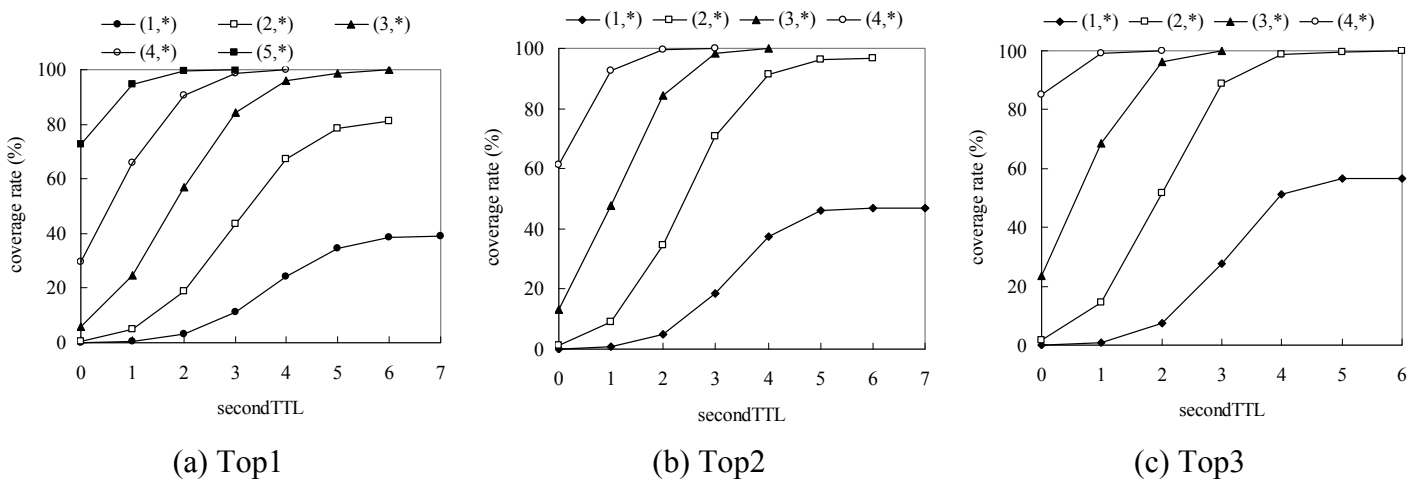 (1,*) (2,*) (3,*)
(4,*) (5,*)
100
80
60
40
20
0
coverage rate (%)
0 1 2 3 4 5 6 7
secondTTL
(a) Top1
(1,*) (2,*) (3,*) (4,*)
100
80
60
40
20
0
coverage rate (%)
0 1 2 3 4 5 6 7
secondTTL
(b) Top2
(1,*) (2,*) (3,*) (4,*)
100
80
60
40
20
0
coverage rate (%)
0 1 2 3 4 5 6
secondTTL
(c) Top3